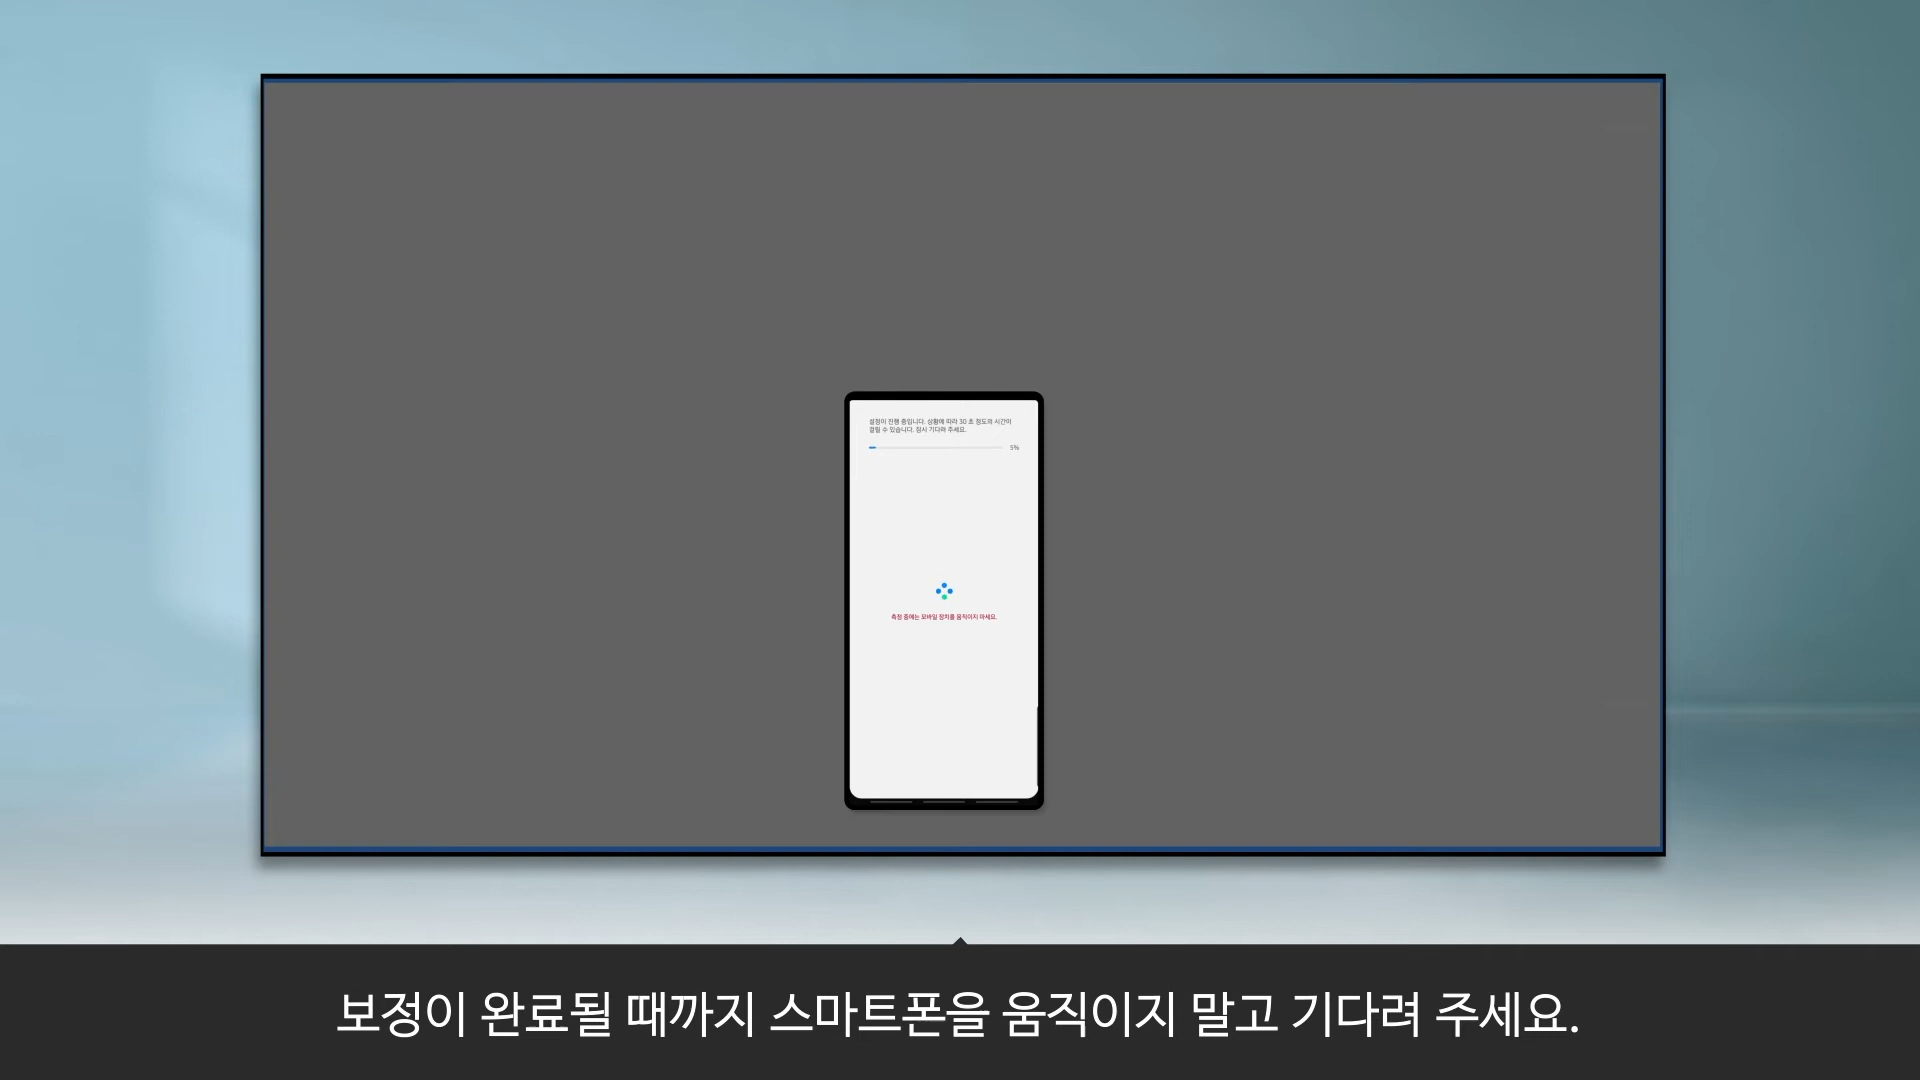 설정이 진행 중입니다. 상황에 따라 30 초 정도의 시간이
걸릴 수 있습니다. 잠시 기다려 주세요.
5%
측정 중에는 모바일 장치를 움직이지 마세요.
보정이 완료될 때까지 스마트폰을 움직이지 말고 기다려 주세요.